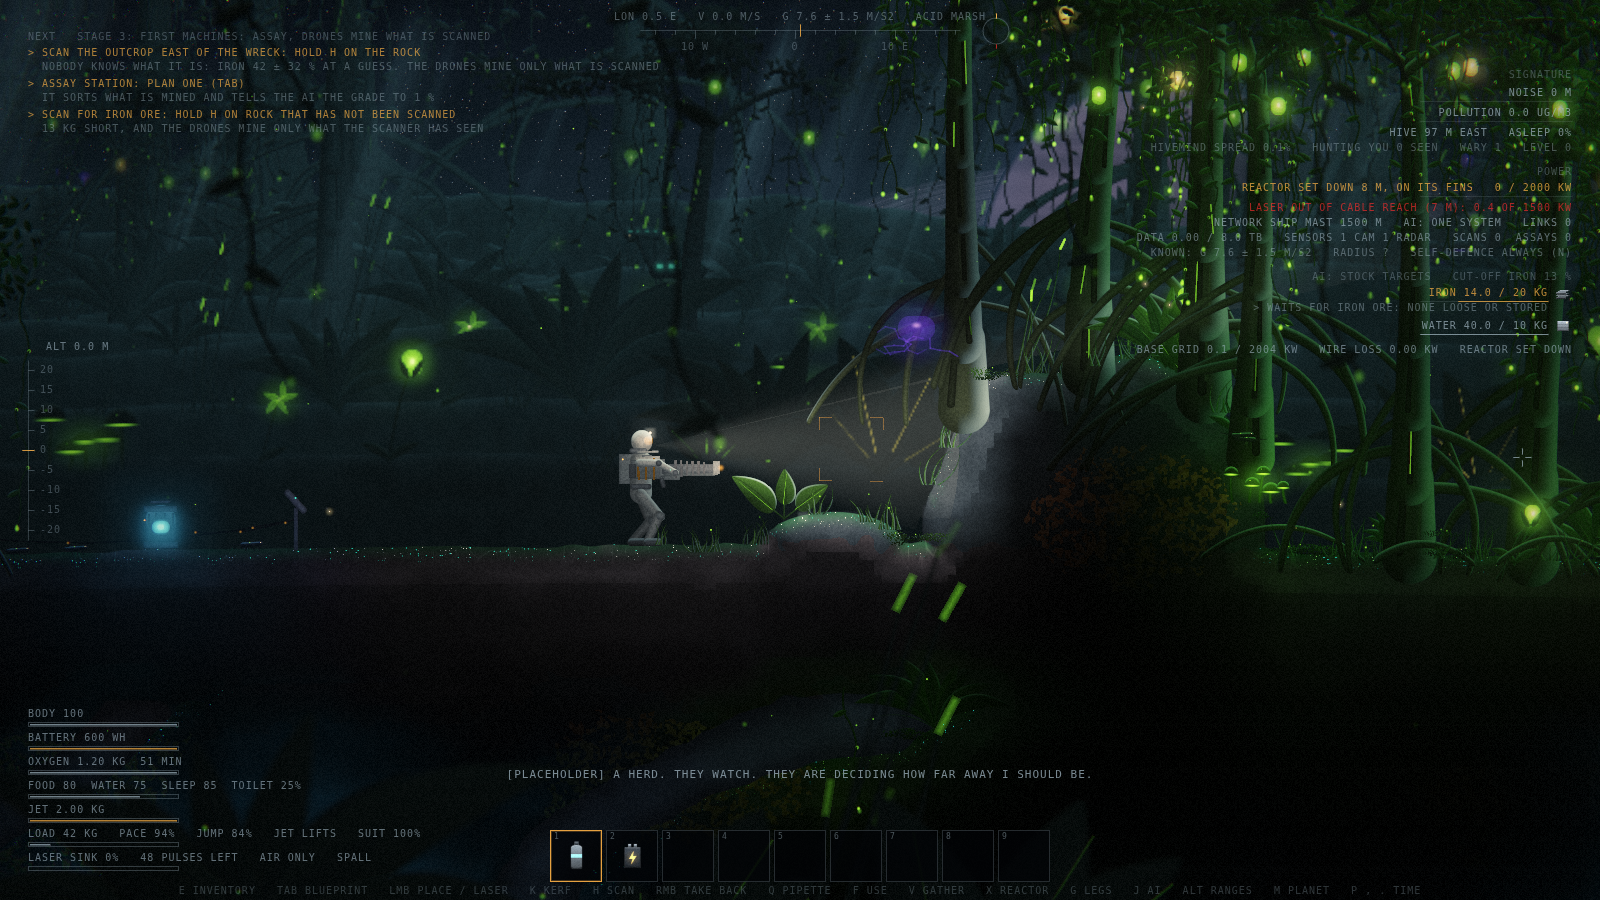 LON 0.5 E   V 0.0 M/S   G 7.6 ± 1.5 M/S2   ACID MARSH
10 W   0   10 E
NEXT   STAGE 3: FIRST MACHINES: ASSAY, DRONES MINE WHAT IS SCANNED
> SCAN THE OUTCROP EAST OF THE WRECK: HOLD H ON THE ROCK
NOBODY KNOWS WHAT IT IS: IRON 42 ± 32 % AT A GUESS. THE DRONES MINE ONLY WHAT IS SCANNED
> ASSAY STATION: PLAN ONE (TAB)
IT SORTS WHAT IS MINED AND TELLS THE AI THE GRADE TO 1 %
> SCAN FOR IRON ORE: HOLD H ON ROCK THAT HAS NOT BEEN SCANNED
13 KG SHORT, AND THE DRONES MINE ONLY WHAT THE SCANNER HAS SEEN
SIGNATURE
NOISE 0 M
POLLUTION 0.0 UG/
HIVE 97 M EAST   ASLEEP 0%
HIVEMIND SPREAD 0.1%   HUNTING YOU 0 SEEN   WARY 1   LEVEL 0
POWER
REACTOR SET DOWN 8 M, ON ITS FINS   0 / 2000 KW
LASER OUT OF CABLE REACH (7 M): 0.4 OF 1500 KW
NETWORK SHIP MAST 1500 M   AI: ONE SYSTEM   LINKS 0
DATA 0.00 / 8.0 TB   SENSORS 1 CAM 1 RADAR   SCANS 0   ASSAYS 0
KNOWN: G 7.6 ± 1.5 M/S2   RADIUS ?   SELF-DEFENCE ALWAYS (N)
AI: STOCK TARGETS   CUT-OFF IRON 13 %
IRON 14.0 / 20 KG
> WAITS FOR IRON ORE: NONE LOOSE OR STORED
WATER 40.0 / 10 KG
BASE GRID 0.1 / 2004 KW   WIRE LOSS 0.00 KW   REACTOR SET DOWN
ALT 0.0 M
20
15
10
5
0
-5
-10
-15
-20
BODY 100
BATTERY 600 WH
OXYGEN 1.20 KG   51 MIN
FOOD 80   WATER 75   SLEEP 85   TOILET 25%
JET 2.00 KG
LOAD 42 KG   PACE 94%   JUMP 84%   JET LIFTS   SUIT 100%
LASER SINK 0%   48 PULSES LEFT   AIR ONLY   SPALL
[PLACEHOLDER] A HERD. THEY WATCH. THEY ARE DECIDING HOW FAR AWAY I SHOULD BE.
1 2 3 4 5 6 7 8 9
E INVENTORY   TAB BLUEPRINT   LMB PLACE / LASER   K KERF   H SCAN   RMB TAKE BACK   Q PIPETTE   F USE   V GATHER   X REACTOR   G LEGS   J AI   ALT RANGES   M PLANET   P , . TIME